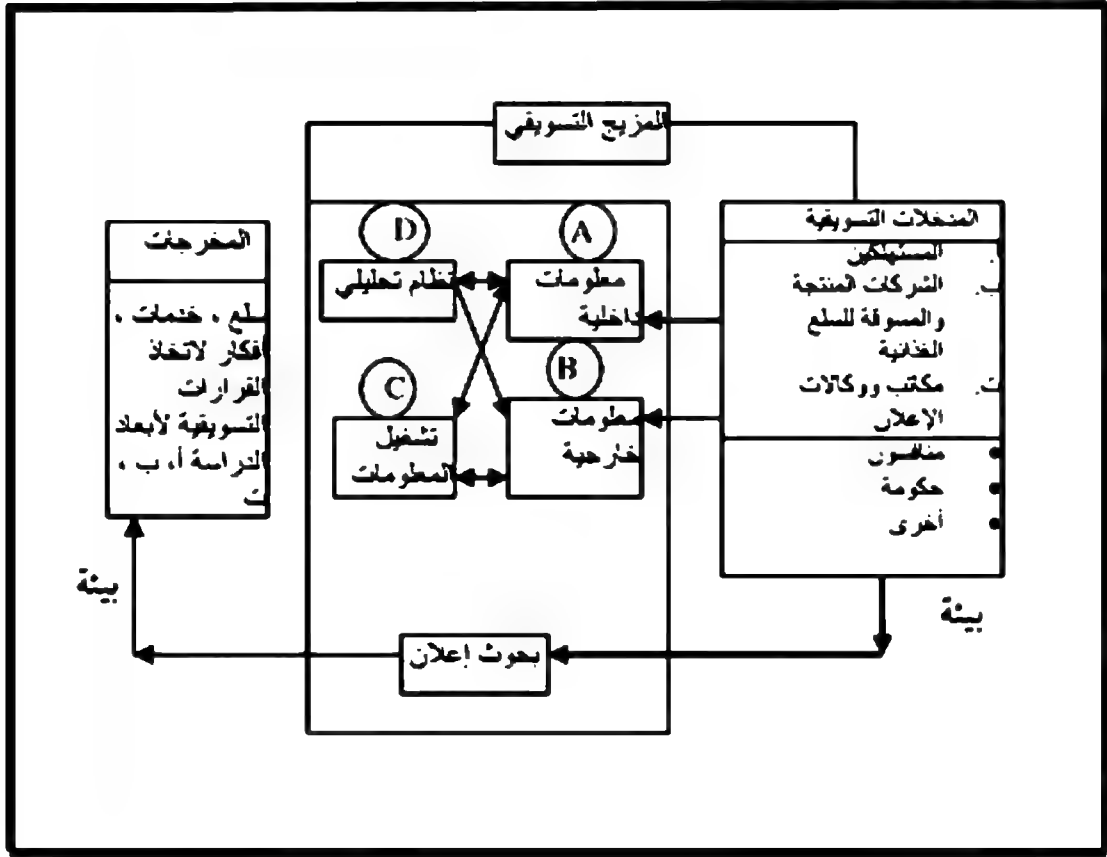 المزيج التسويقي
المدخلات التسويقية
أ. المستهلكين
ب. الشركات المنتجة
والمسوقة للسلع
الغذائية
ت. مكاتب ووكالات
الإعلان
• منافسون
• حكومة
• أخرى
بيئة
A
معلومات
داخلية
B
معلومات
خارجية
D
نظام تحليلي
C
تشغيل
المعلومات
بحوث إعلان
المخرجات
سلع ، خدمات ،
أفكار لاتخاذ
القرارات
التسويقية لأبعاد
الدراسة أ، ب ،
ت
بيئة